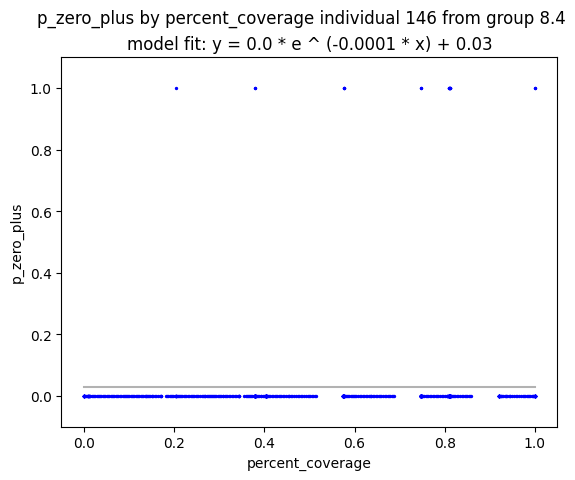 p_zero_plus by percent_coverage individual 146 from group 8.4
model fit: y = 0.0 * e ^ (-0.0001 * x) + 0.03
1.0
0.8
0.6
0.4
0.2
0.0
p_zero_plus
0.0 0.2 0.4 0.6 0.8 1.0
percent_coverage